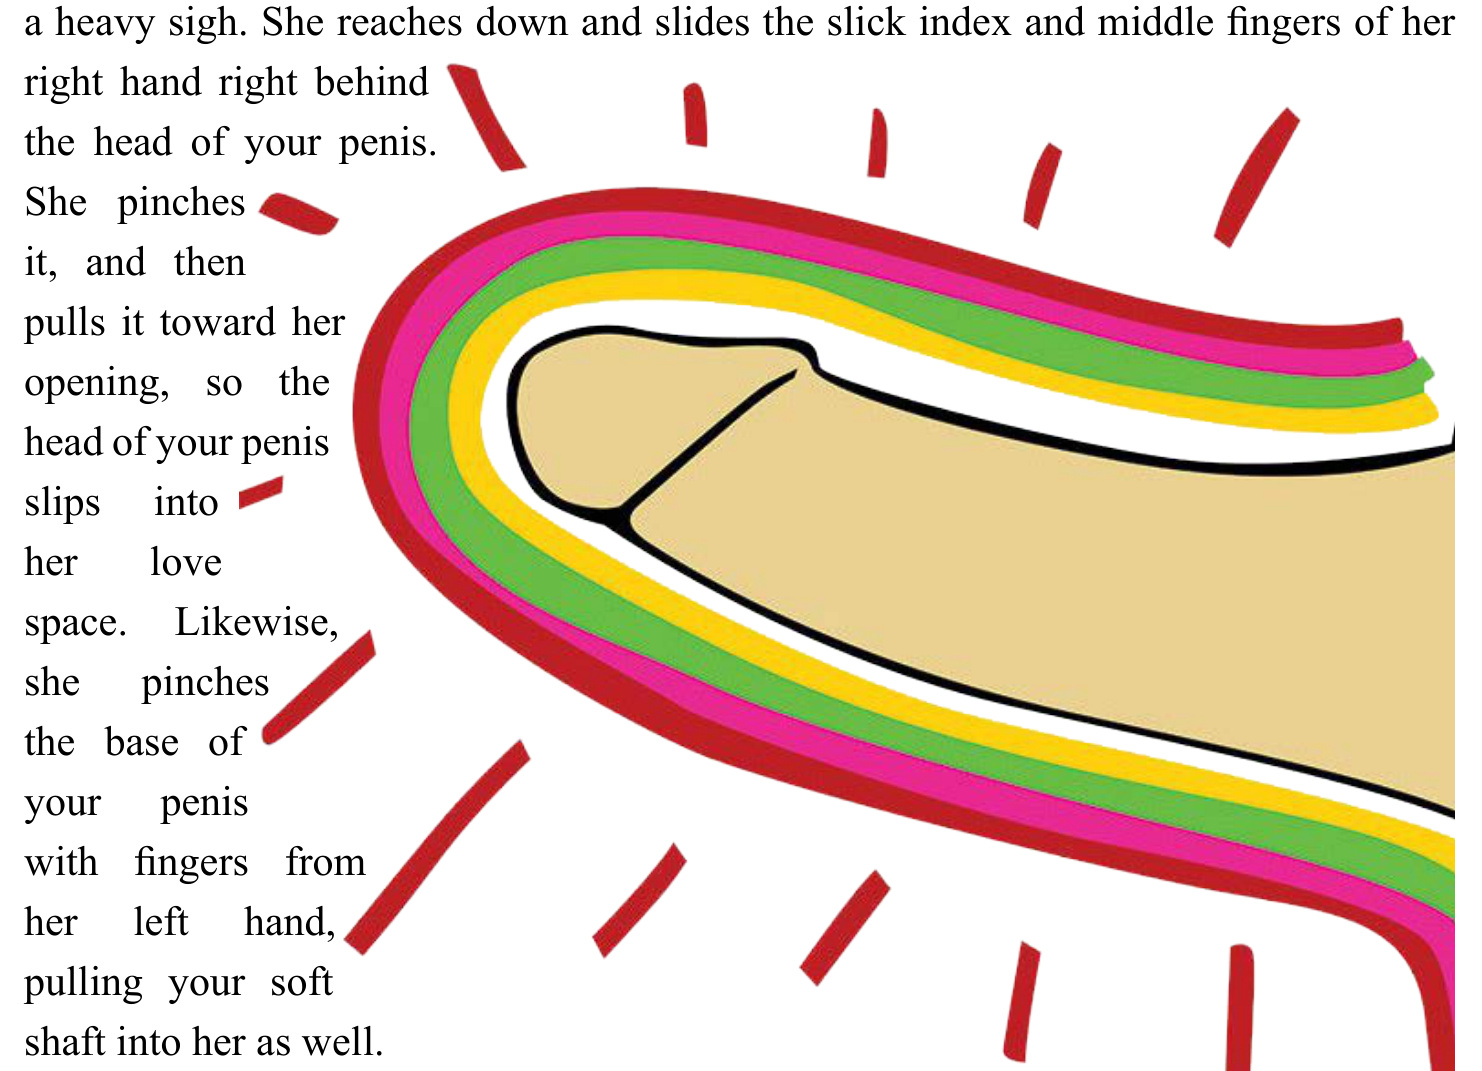 a heavy sigh. She reaches down and slides the slick index and middle fingers of her
right hand right behind
the head of your penis.
She pinches
it, and then
pulls it toward her
opening, so the
head of your penis
slips into
her love
space. Likewise,
she pinches
the base of
your penis
with fingers from
her left hand,
pulling your soft
shaft into her as well.